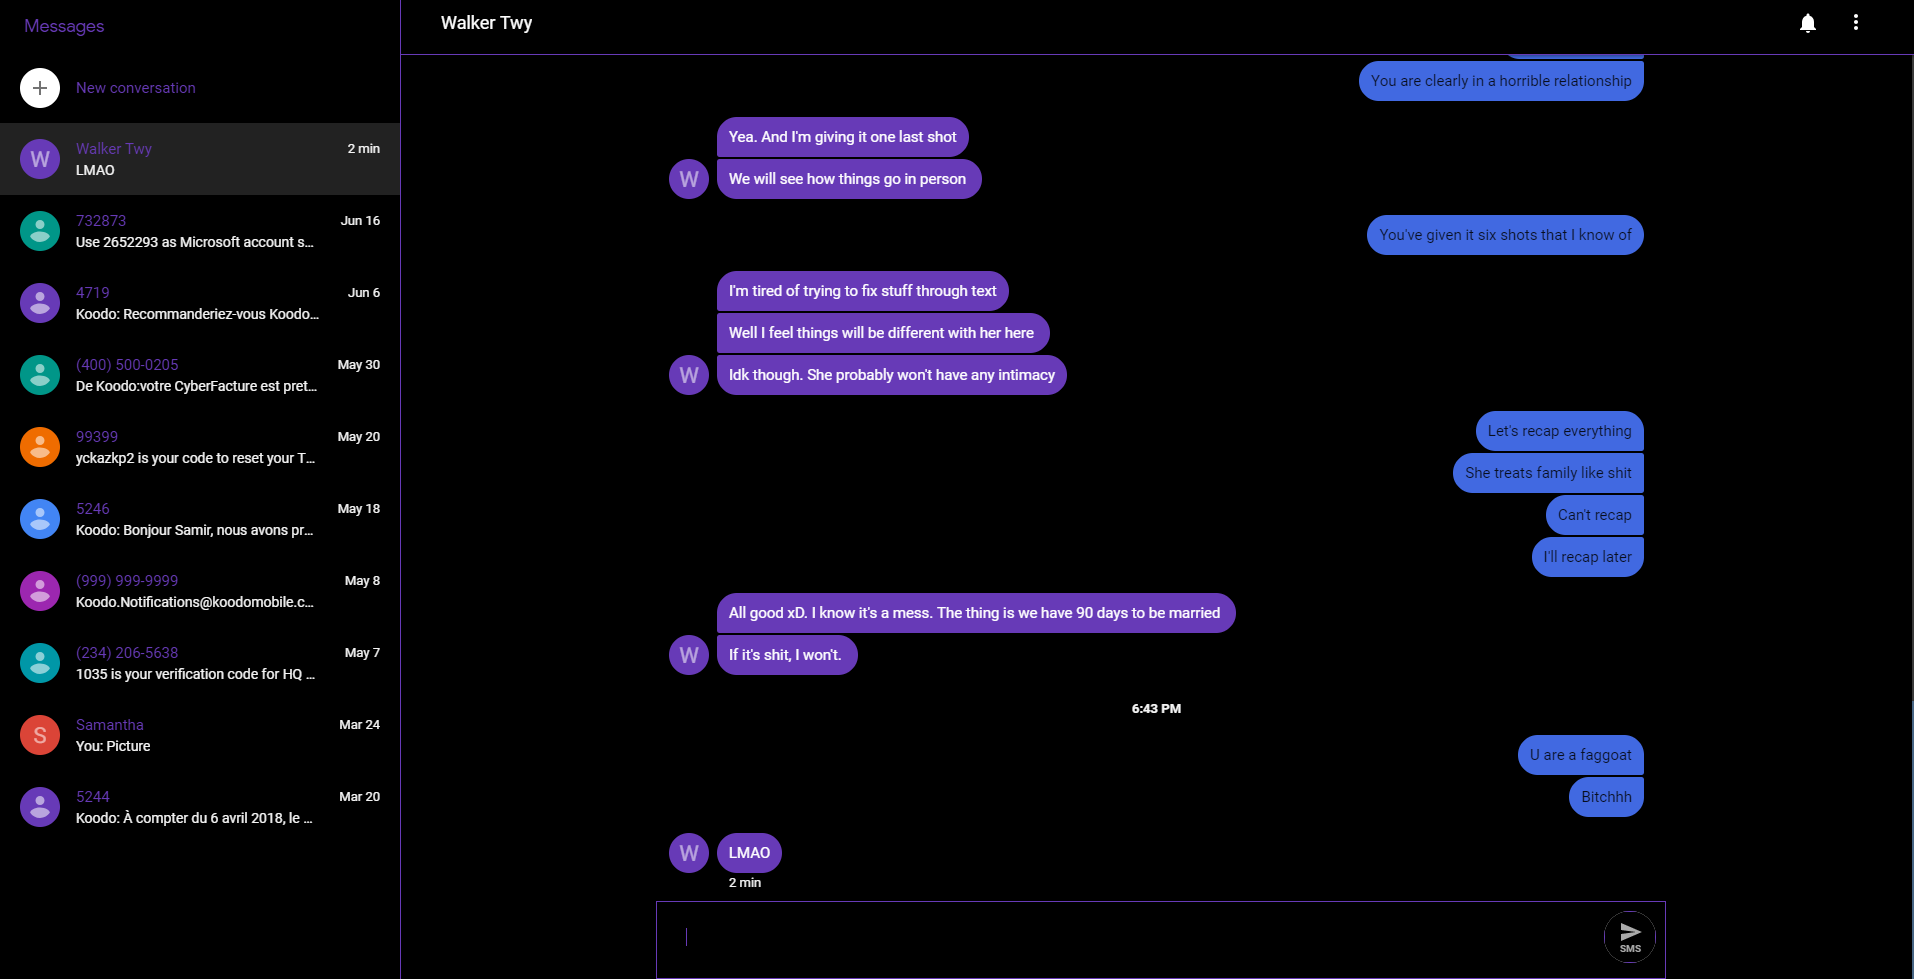 Messages
New conversation
W
Walker Twy
2 min
LMAO
732873
Jun 16
Use 2652293 as Microsoft account s...
4719
Jun 6
Koodo: Recommanderiez-vous Koodo...
(400) 500-0205
May 30
De Koodo:votre CyberFacture est pret...
99399
May 20
yckazkp2 is your code to reset your T...
5246
May 18
Koodo: Bonjour Samir, nous avons pr...
(999) 999-9999
May 8
Koodo.Notifications@koodomobile.c...
(234) 206-5638
May 7
1035 is your verification code for HQ ...
S
Samantha
Mar 24
You: Picture
5244
Mar 20
Koodo: À compter du 6 avril 2018, le ...
Walker Twy
You are clearly in a horrible relationship
Yea. And I'm giving it one last shot
W
We will see how things go in person
You've given it six shots that I know of
I'm tired of trying to fix stuff through text
Well I feel things will be different with her here
W
Idk though. She probably won't have any intimacy
Let's recap everything
She treats family like shit
Can't recap
I'll recap later
All good xD. I know it's a mess. The thing is we have 90 days to be married
W
If it's shit, I won't.
6:43 PM
U are a faggoat
Bitchhh
W
LMAO
2 min
SMS